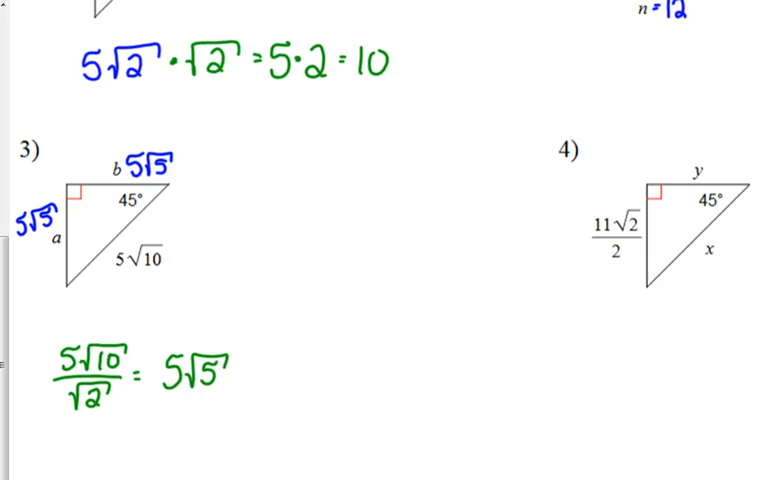 n = 12
5√2 · √2 = 5 · 2 = 10
3)
b 5√5
45°
5√5
a
5√10
5√10/√2 = 5√5
4)
y
45°
11√2/2
x